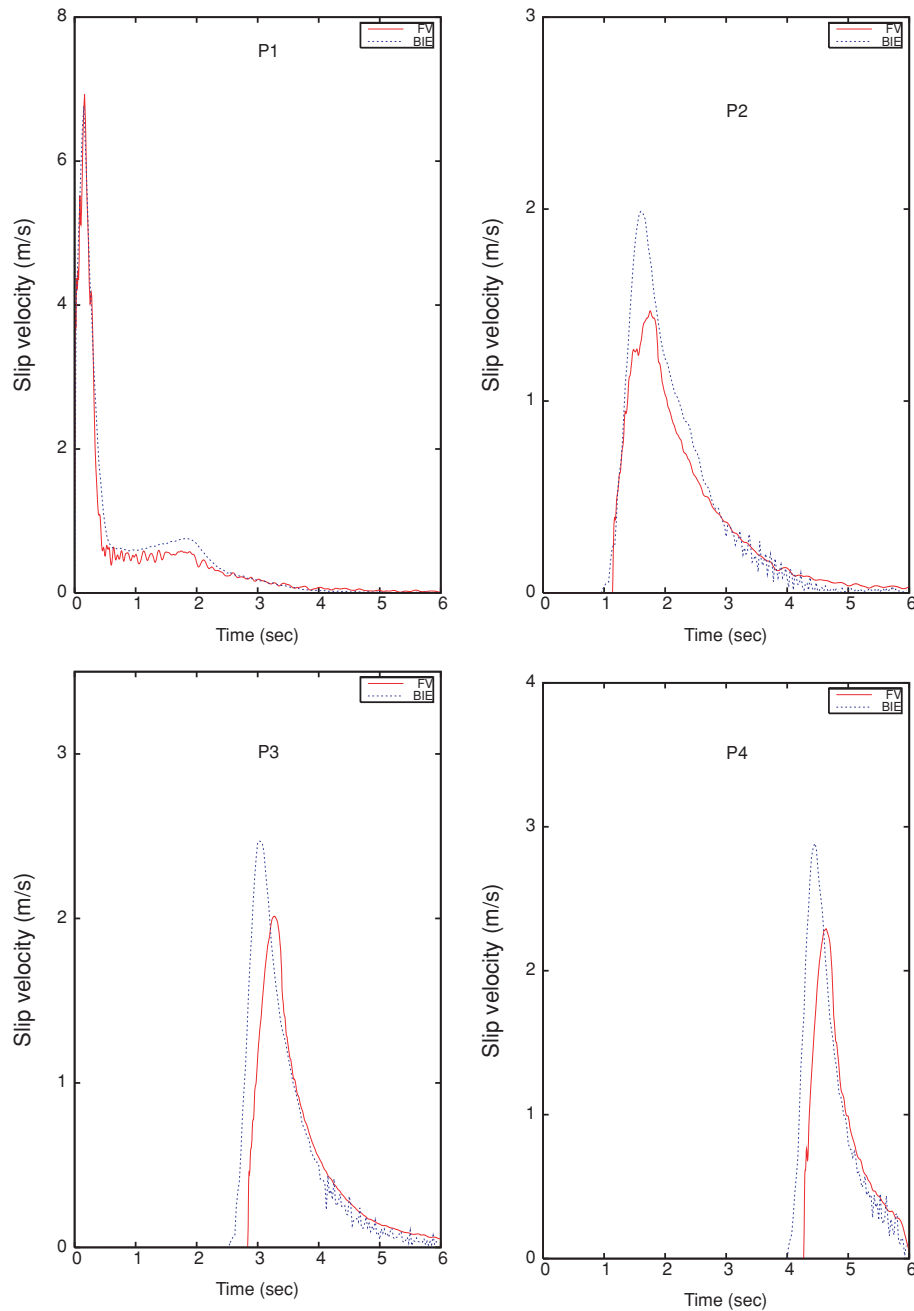 8
6
4
2
0
0 1 2 3 4 5 6
Slip velocity (m/s)
Time (sec)
P1
FV
BIE
3
2
1
0
0 1 2 3 4 5 6
Slip velocity (m/s)
Time (sec)
P2
FV
BIE
3
2
1
0
0 1 2 3 4 5 6
Slip velocity (m/s)
Time (sec)
P3
FV
BIE
4
3
2
1
0
0 1 2 3 4 5 6
Slip velocity (m/s)
Time (sec)
P4
FV
BIE